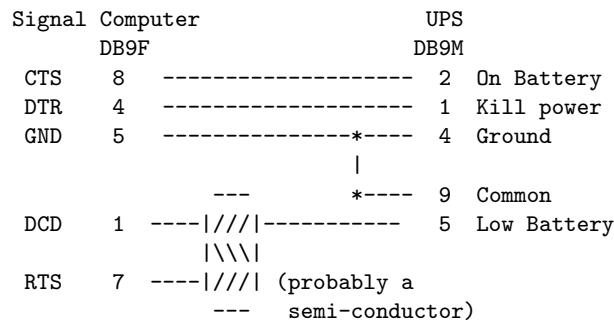 Signal Computer                    UPS
       DB9F                       DB9M
 CTS    8   --------------------  2  On Battery
 DTR    4   --------------------  1  Kill power
 GND    5   ---------------*----  4  Ground
                           |
                ---        *----  9  Common
 DCD    1   ----|///|-----------  5  Low Battery
                |\\\|
 RTS    7   ----|///| (probably a
                ---   semi-conductor)